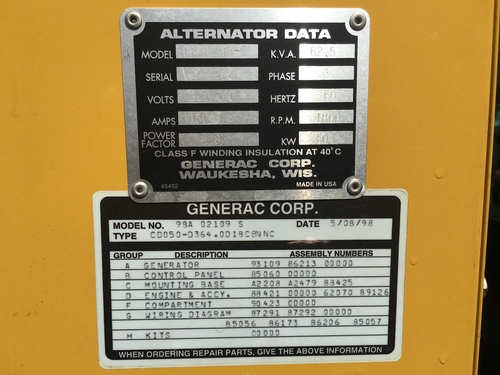 ALTERNATOR DATA
MODEL K.V.A. 62.5
SERIAL PHASE 3
VOLTS HERTZ 60
AMPS R.P.M. 1800
POWER FACTOR KW
CLASS F WINDING INSULATION AT 40°C
GENERAC CORP.
WAUKESHA, WIS.
45452 MADE IN USA
GENERAC CORP.
MODEL NO. 98A 02109 S DATE 5/08/98
TYPE CD050-D364.0D18CBNNC
GROUP DESCRIPTION ASSEMBLY NUMBERS
A GENERATOR 93109 86213 00000
B CONTROL PANEL 85060 00000
C MOUNTING BASE A2208 A2479 88425
D ENGINE & ACCY. 88421 00000 62070 89126
F COMPARTMENT 90423 00000
G WIRING DIAGRAM 87291 87292 00000
85056 86173 86206 85057
H KITS 00000
WHEN ORDERING REPAIR PARTS, GIVE THE ABOVE INFORMATION